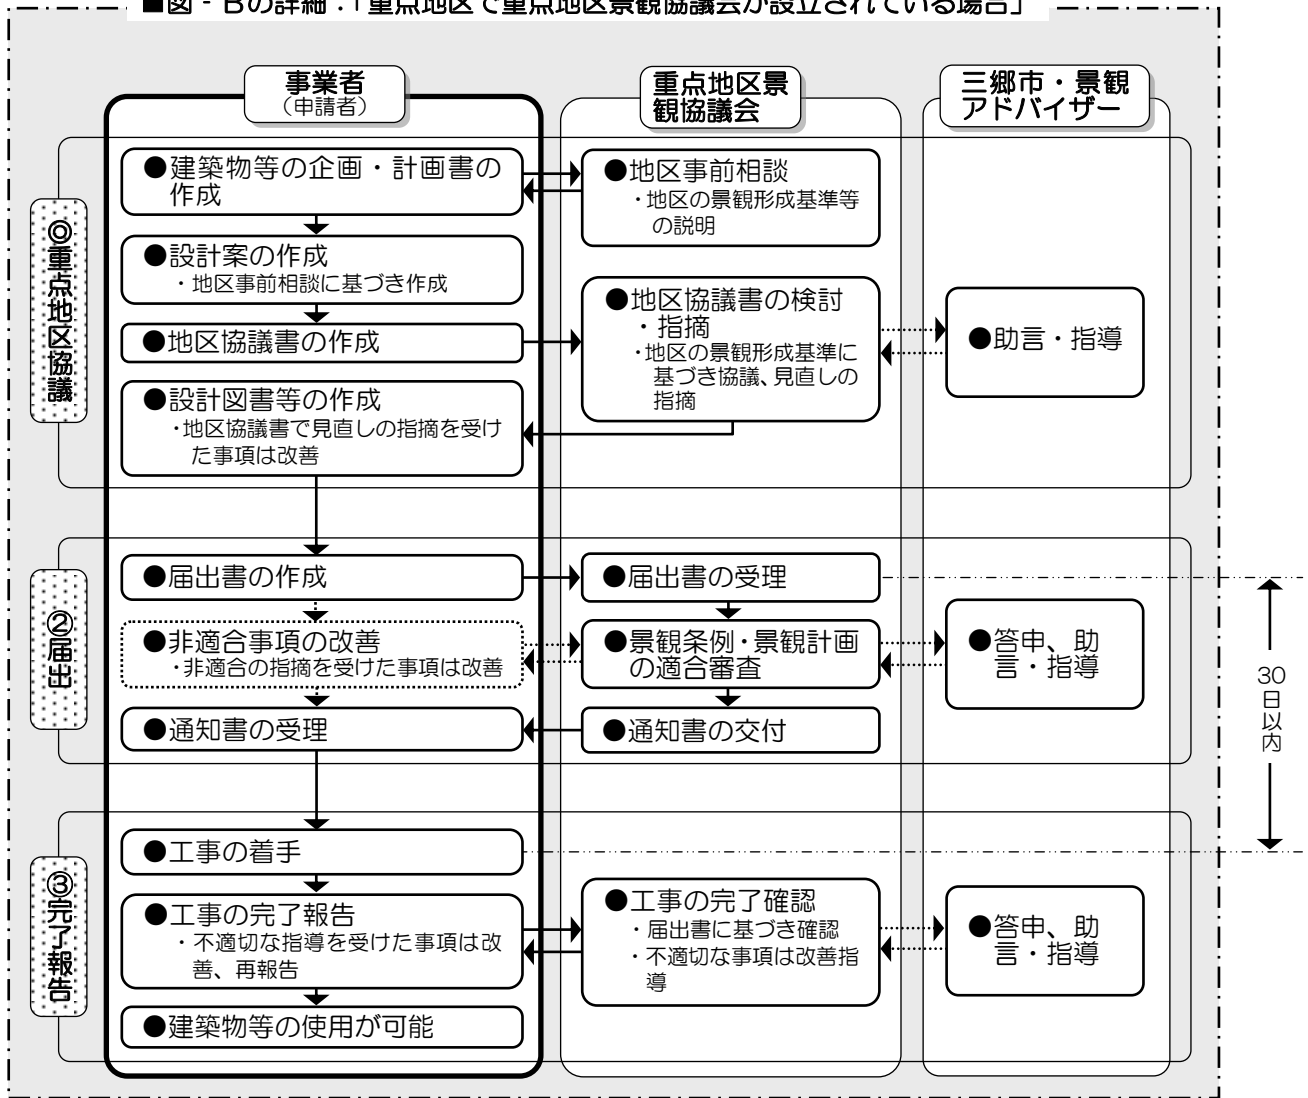 ■図‐Bの詳細：「重点地区で重点地区景観協議会が設立されている場合」
事業者
（申請者）
重点地区景
観協議会
三郷市・景観
アドバイザー
◎重点地区協議
●建築物等の企画・計画書の
作成
●地区事前相談
・地区の景観形成基準等
の説明
●設計案の作成
・地区事前相談に基づき作成
●地区協議書の作成
●地区協議書の検討
・指摘
・地区の景観形成基準に
基づき協議、見直しの
指摘
●助言・指導
●設計図書等の作成
・地区協議書で見直しの指摘を受け
た事項は改善
②届出
●届出書の作成
●届出書の受理
●非適合事項の改善
・非適合の指摘を受けた事項は改善
●景観条例・景観計画
の適合審査
●答申、助
言・指導
●通知書の受理
●通知書の交付
30日以内
③完了報告
●工事の着手
●工事の完了報告
・不適切な指導を受けた事項は改
善、再報告
●工事の完了確認
・届出書に基づき確認
・不適切な事項は改善指
導
●答申、助
言・指導
●建築物等の使用が可能